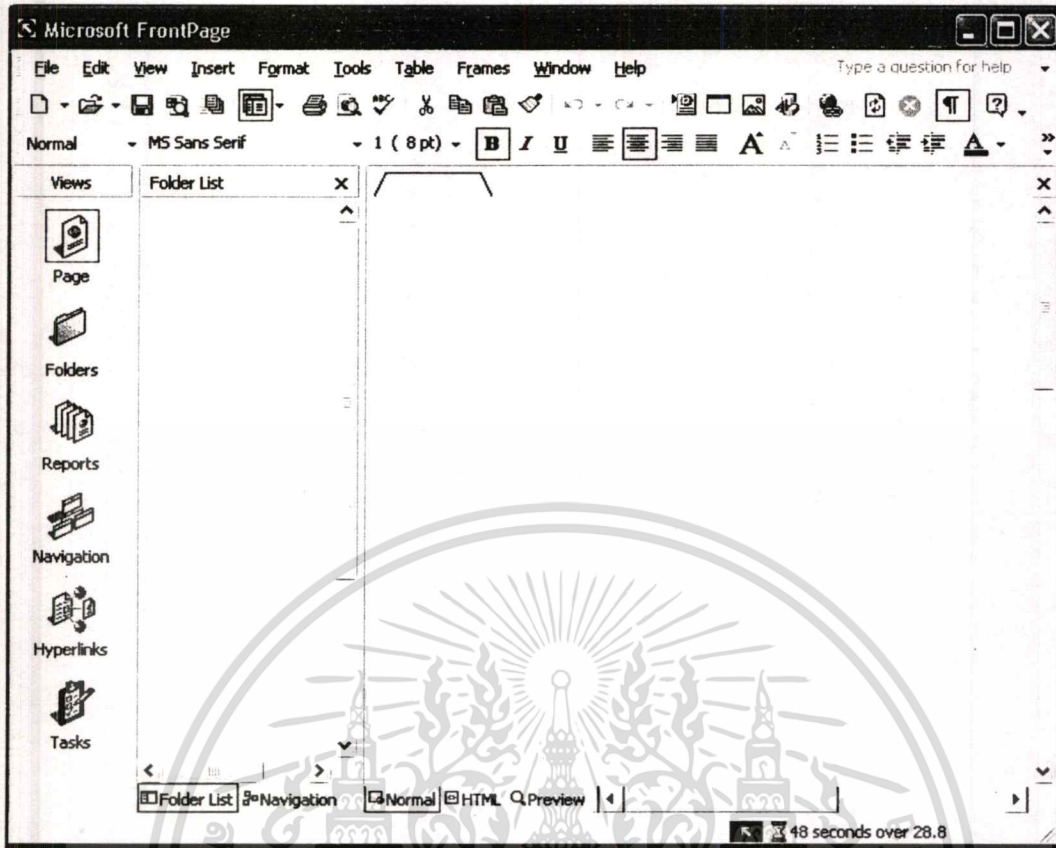 Microsoft FrontPage
File Edit View Insert Format Tools Table Frames Window Help Type a question for help
Normal MS Sans Serif 1 ( 8 pt) B I U A A A
Views Folder List
Page
Folders
Reports
Navigation
Hyperlinks
Tasks
Folder List Navigation Normal HTML Preview
48 seconds over 28.8